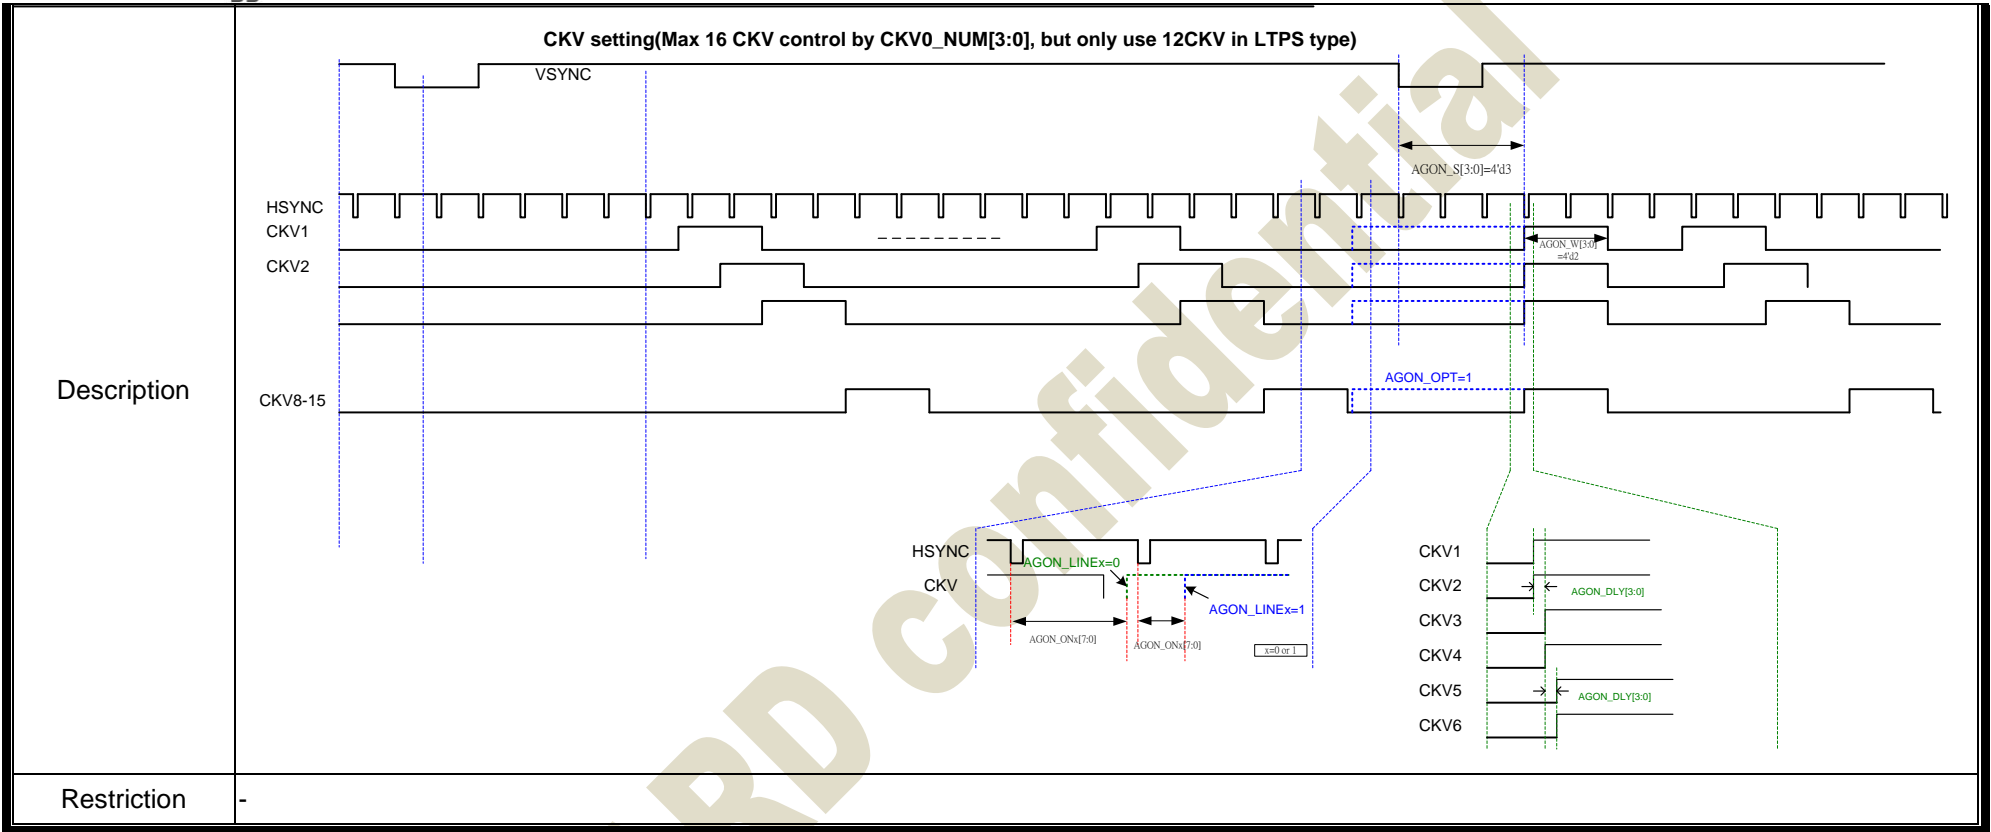 CKV setting(Max 16 CKV control by CKV0_NUM[3:0], but only use 12CKV in LTPS type)
VSYNC
AGON_S[3:0]=4'd3
HSYNC
CKV1
AGON_W[3:0]
=4'd2
CKV2
AGON_OPT=1
Description
CKV8-15
HSYNC
AGON_LINEx=0
CKV
AGON_LINEx=1
AGON_ONx[7:0]
AGON_ONx[7:0]
x=0 or 1
CKV1
CKV2
AGON_DLY[3:0]
CKV3
CKV4
CKV5
AGON_DLY[3:0]
CKV6
Restriction
-
RD confidential